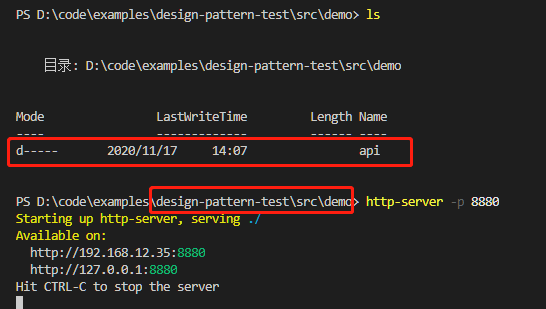 PS D:\code\examples\design-pattern-test\src\demo> ls
目录: D:\code\examples\design-pattern-test\src\demo
Mode LastWriteTime Length Name
---- ------------- ------ ----
d----- 2020/11/17 14:07 api
PS D:\code\examples\design-pattern-test\src\demo> http-server -p 8880
Starting up http-server, serving ./
Available on:
http://192.168.12.35:8880
http://127.0.0.1:8880
Hit CTRL-C to stop the server